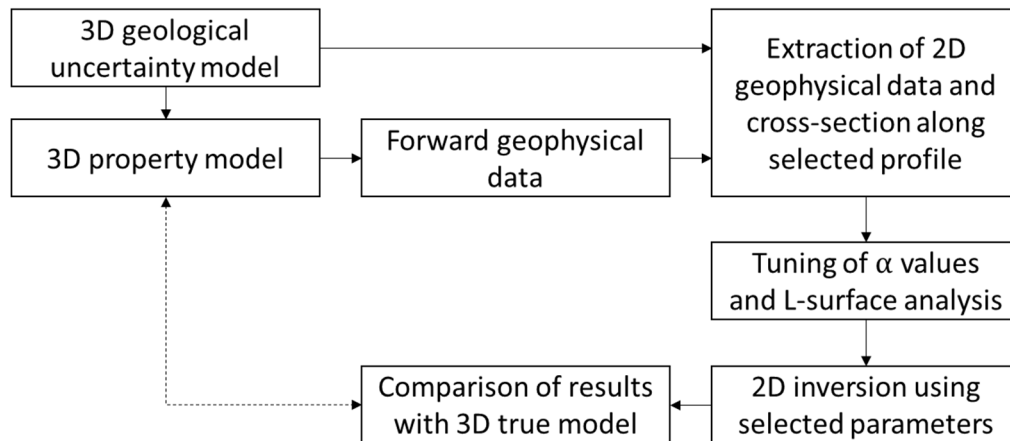 3D geological
uncertainty model
Extraction of 2D
geophysical data and
cross-section along
selected profile
3D property model
Forward geophysical
data
Tuning of α values
and L-surface analysis
Comparison of results
with 3D true model
2D inversion using
selected parameters